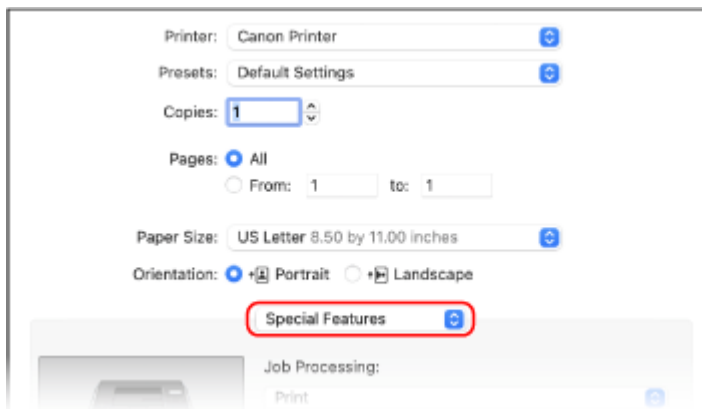 Printer: Canon Printer
Presets: Default Settings
Copies: 1
Pages: All
From: 1 to: 1
Paper Size: US Letter 8.50 by 11.00 inches
Orientation: Portrait Landscape
Special Features
Job Processing:
Print